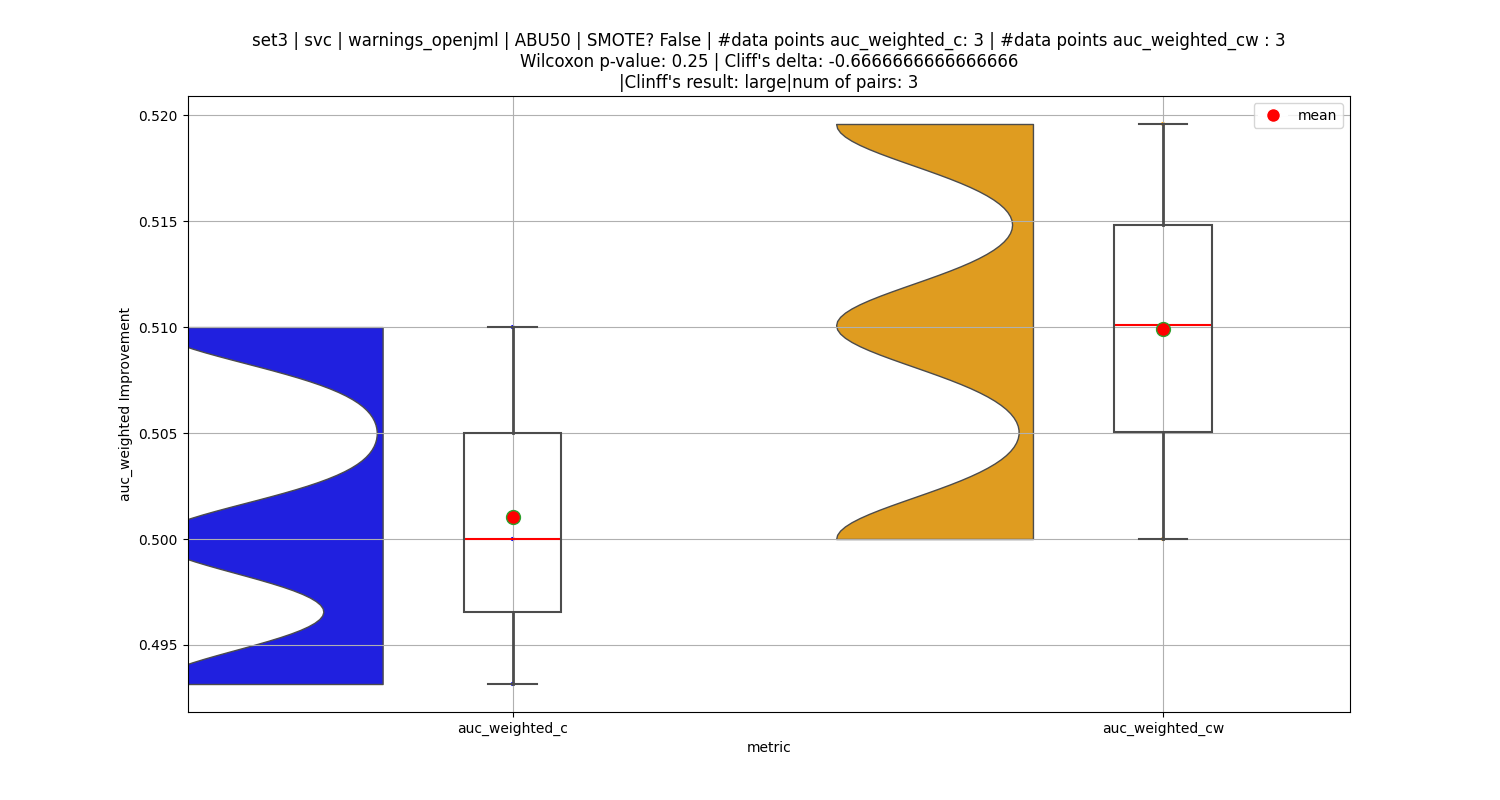 set3 | svc | warnings_openjml | ABU50 | SMOTE? False | #data points auc_weighted_c: 3 | #data points auc_weighted_cw : 3
Wilcoxon p-value: 0.25 | Cliff's delta: -0.6666666666666666
|Clinff's result: large|num of pairs: 3
mean
0.520
0.515
0.510
0.505
0.500
0.495
auc_weighted Improvement
auc_weighted_c
auc_weighted_cw
metric